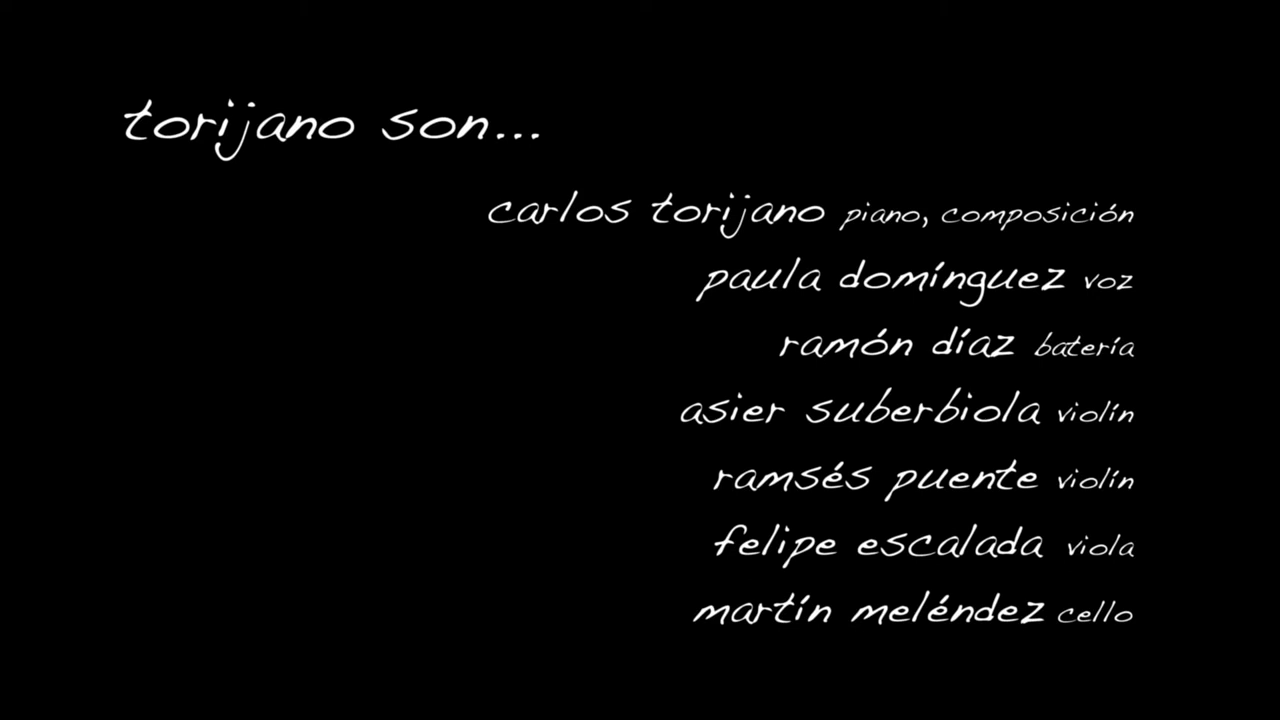 torijano son...
carlos torijano piano, composición
paula domínguez voz
ramón díaz batería
asier suberbiola violín
ramsés puente violín
felipe escalada viola
martín meléndez cello